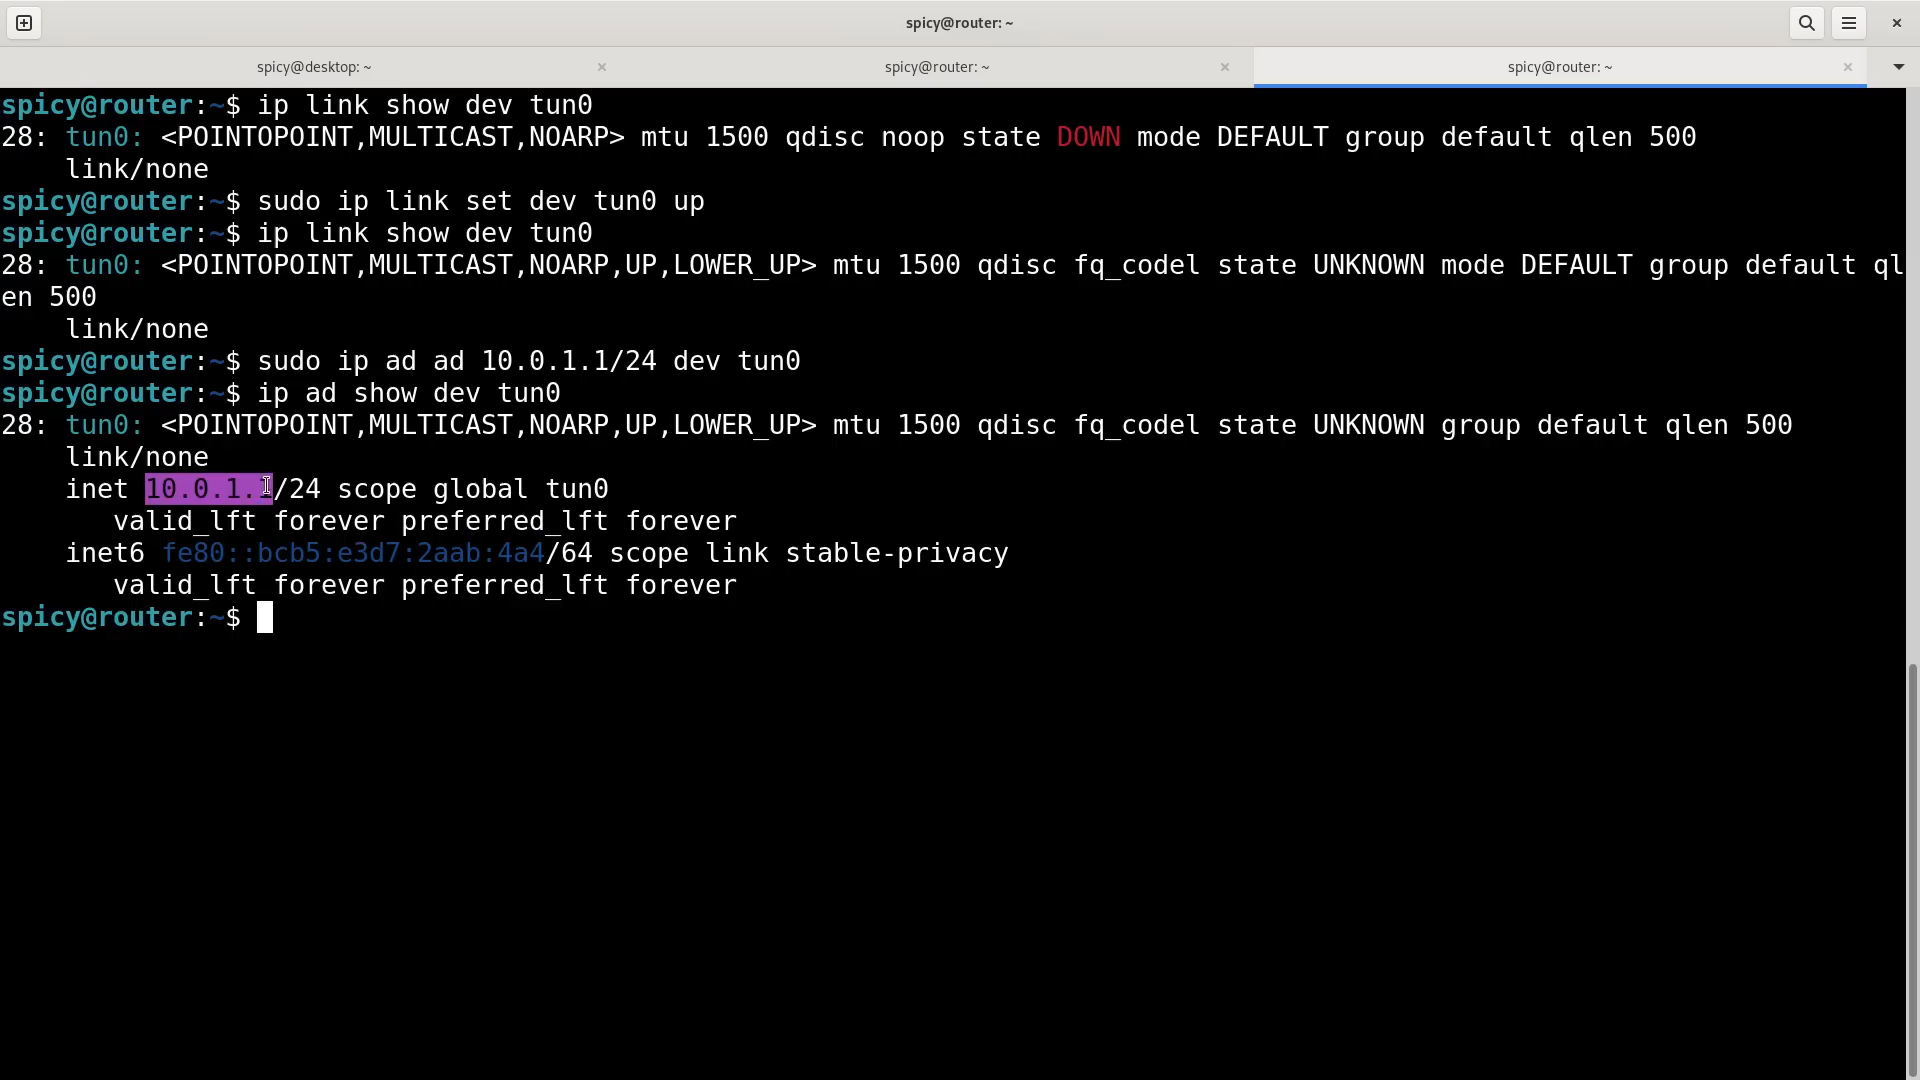 spicy@router: ~
spicy@desktop: ~ × spicy@router: ~ × spicy@router: ~ ×
spicy@router:~$ ip link show dev tun0
28: tun0: <POINTOPOINT,MULTICAST,NOARP> mtu 1500 qdisc noop state DOWN mode DEFAULT group default qlen 500
    link/none
spicy@router:~$ sudo ip link set dev tun0 up
spicy@router:~$ ip link show dev tun0
28: tun0: <POINTOPOINT,MULTICAST,NOARP,UP,LOWER_UP> mtu 1500 qdisc fq_codel state UNKNOWN mode DEFAULT group default ql
en 500
    link/none
spicy@router:~$ sudo ip ad ad 10.0.1.1/24 dev tun0
spicy@router:~$ ip ad show dev tun0
28: tun0: <POINTOPOINT,MULTICAST,NOARP,UP,LOWER_UP> mtu 1500 qdisc fq_codel state UNKNOWN group default qlen 500
    link/none
    inet 10.0.1.1/24 scope global tun0
       valid_lft forever preferred_lft forever
    inet6 fe80::bcb5:e3d7:2aab:4a4/64 scope link stable-privacy
       valid_lft forever preferred_lft forever
spicy@router:~$